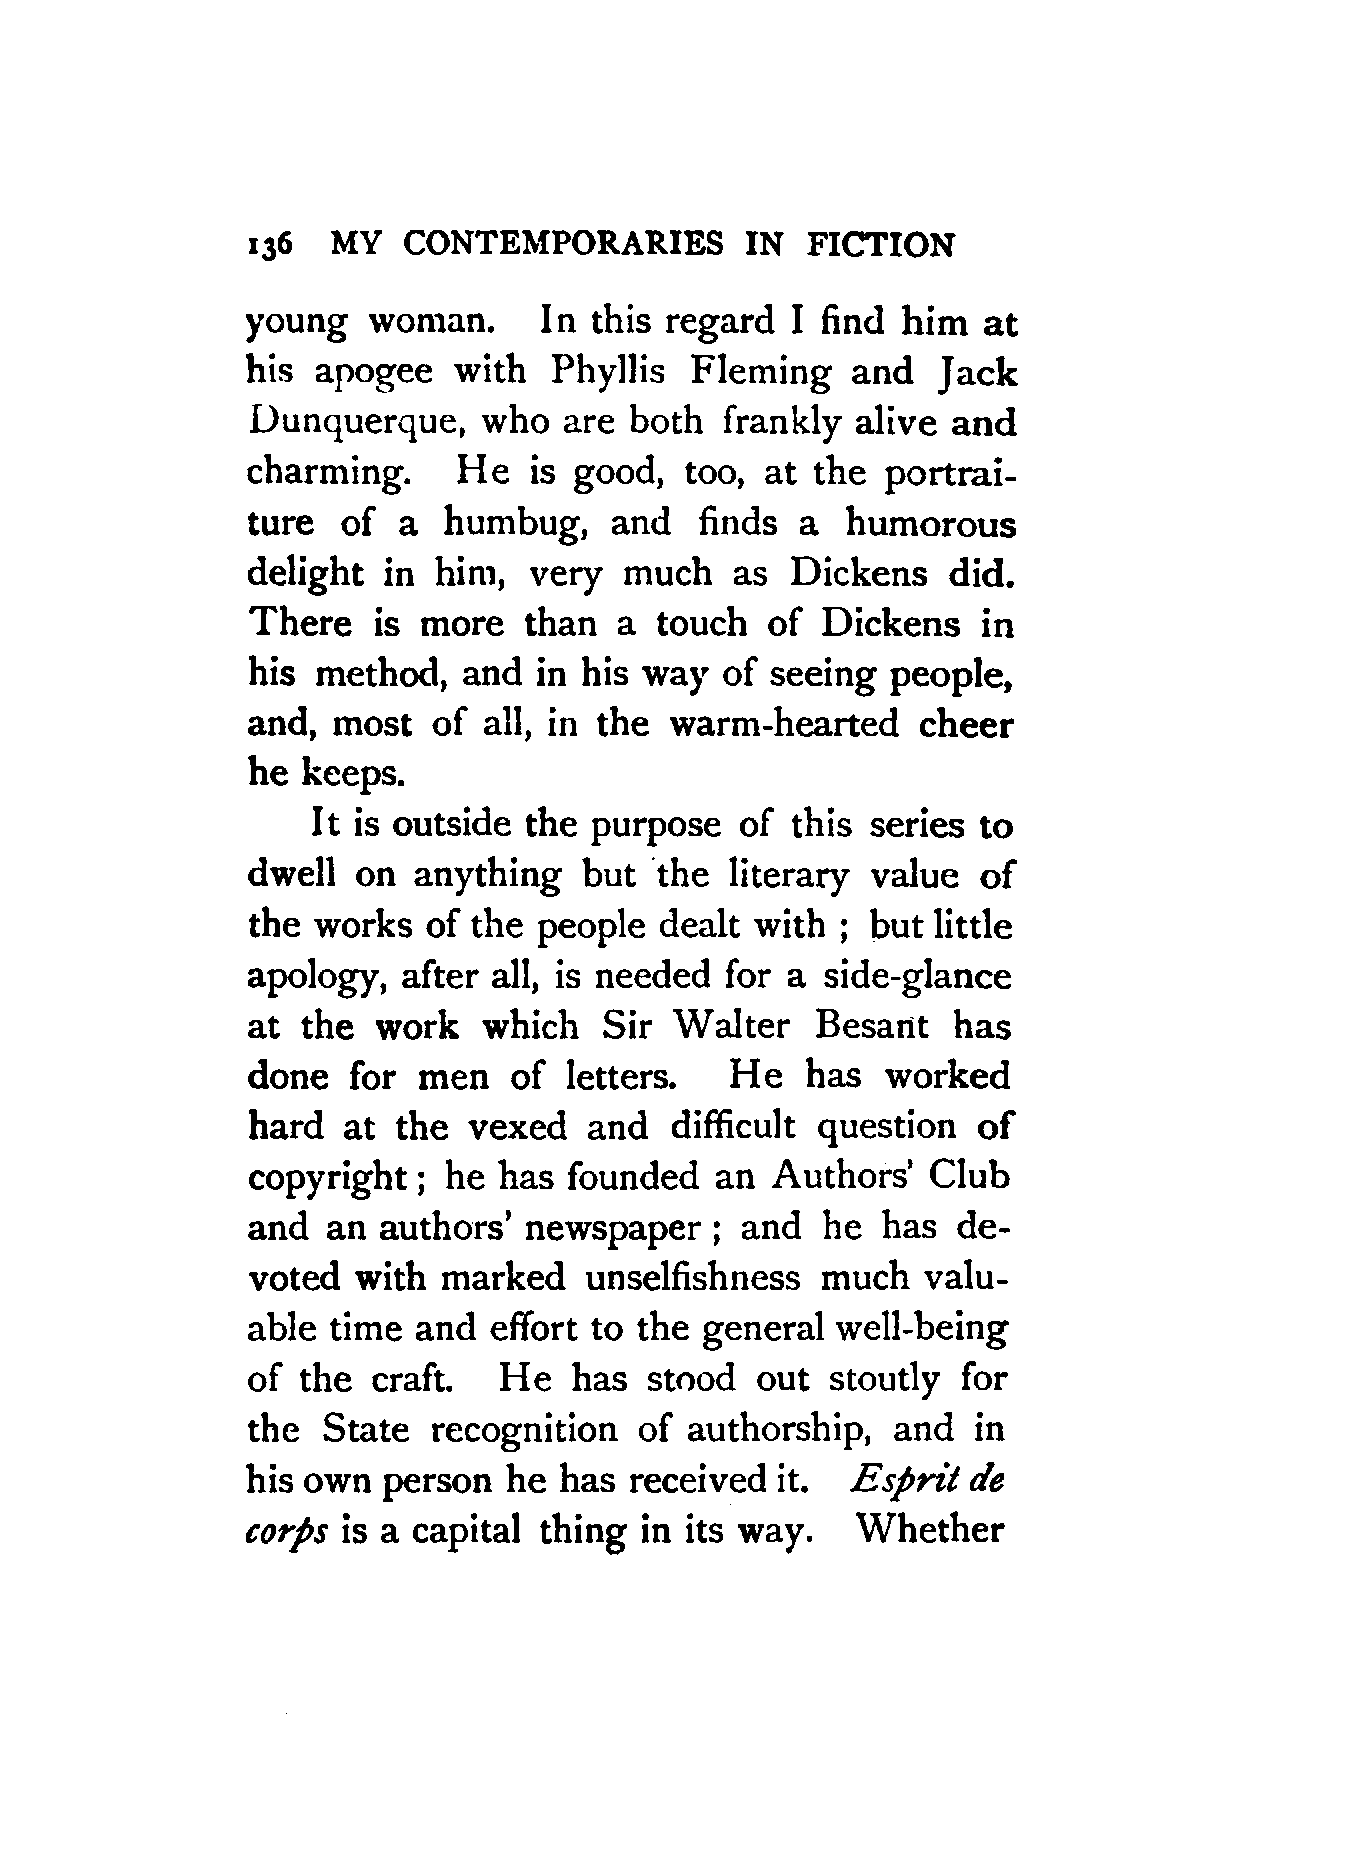 136 MY CONTEMPORARIES IN FICTION
young woman. In this regard I find him at
his apogee with Phyllis Fleming and Jack
Dunquerque, who are both frankly alive and
charming. He is good, too, at the portrai-
ture of a humbug, and finds a humorous
delight in him, very much as Dickens did.
There is more than a touch of Dickens in
his method, and in his way of seeing people,
and, most of all, in the warm-hearted cheer
he keeps.
It is outside the purpose of this series to
dwell on anything but the literary value of
the works of the people dealt with ; but little
apology, after all, is needed for a side-glance
at the work which Sir Walter Besant has
done for men of letters. He has worked
hard at the vexed and difficult question of
copyright ; he has founded an Authors' Club
and an authors' newspaper ; and he has de-
voted with marked unselfishness much valu-
able time and effort to the general well-being
of the craft. He has stood out stoutly for
the State recognition of authorship, and in
his own person he has received it. Esprit de
corps is a capital thing in its way. Whether